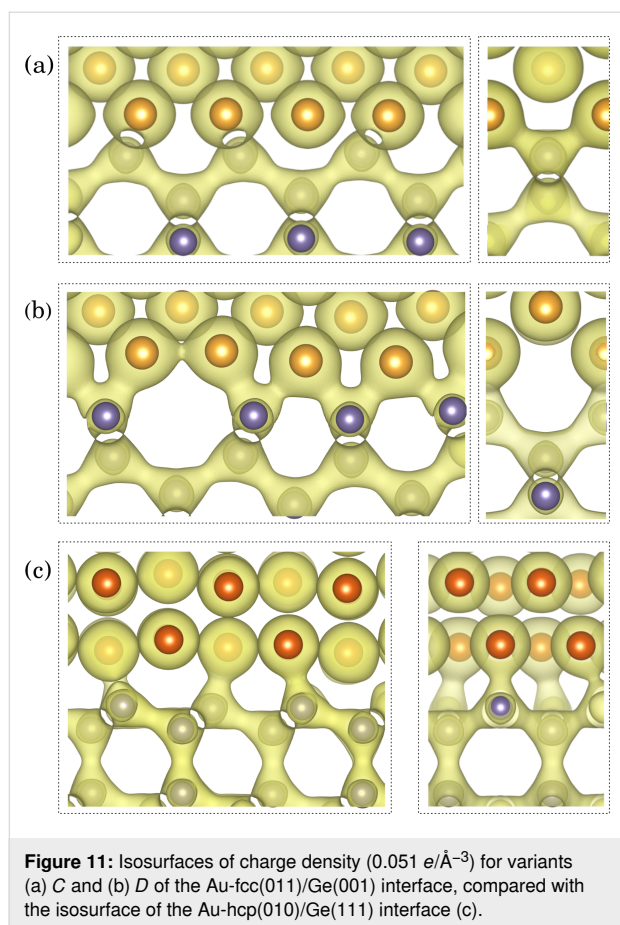 (a)
(b)
(c)
Figure 11: Isosurfaces of charge density (0.051 e/Å−3) for variants
(a) C and (b) D of the Au-fcc(011)/Ge(001) interface, compared with
the isosurface of the Au-hcp(010)/Ge(111) interface (c).